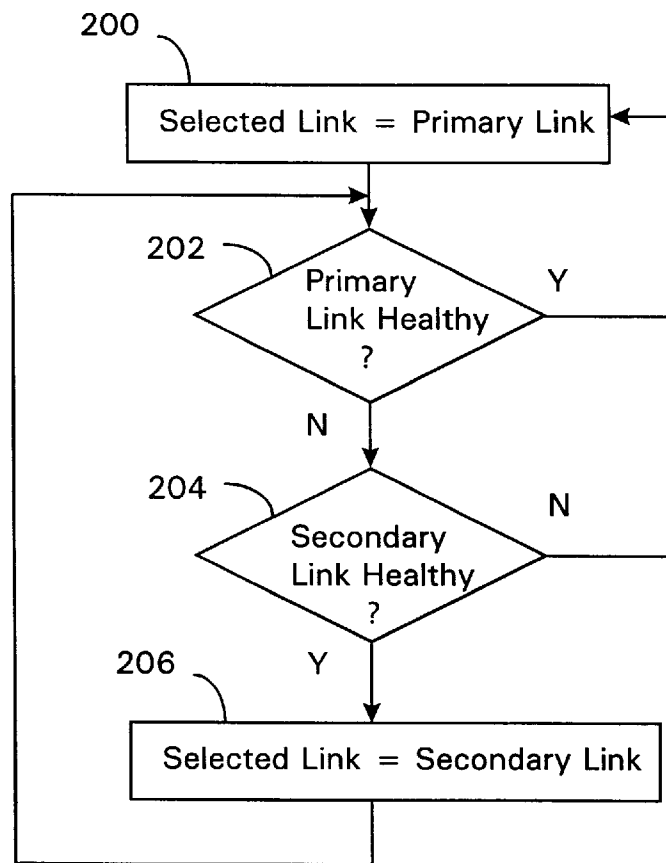 200
Selected Link = Primary Link
202
Primary
Link Healthy
?
Y
N
204
Secondary
Link Healthy
?
N
Y
206
Selected Link = Secondary Link